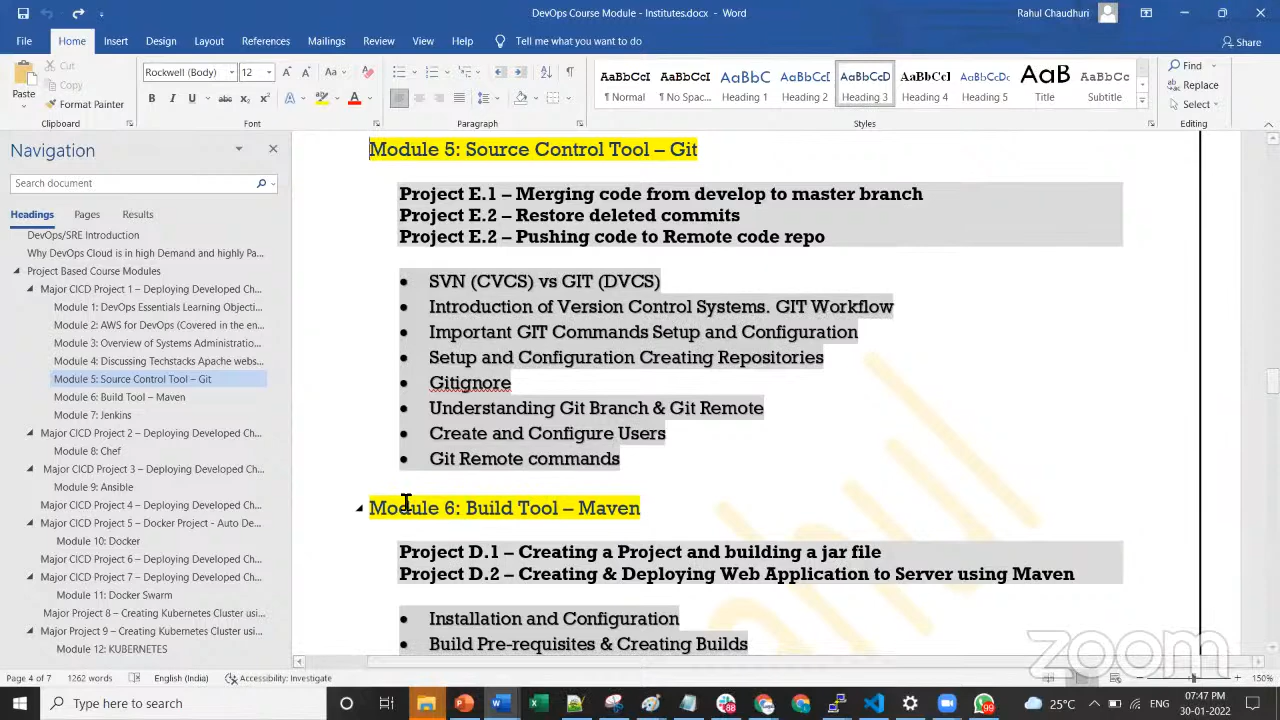 DevOps Course Module - Institutes.docx - Word
Rahul Chaudhuri
File Home Insert Design Layout References Mailings Review View Help Tell me what you want to do Share
Paste
Cut
Copy
Format Painter
Clipboard
Rockwell (Body) 12
Font
Paragraph
AaBbCcI AaBbCcI AaBbC AaBbCcI AaBbCcD AaBbCcI AaBbCcD AaB AaBbCc
¶ Normal ¶ No Spac... Heading 1 Heading 2 Heading 3 Heading 4 Heading 5 Title Subtitle
Styles
Find
Replace
Select
Editing
Navigation
Search document
Headings Pages Results
DevOps/SRE Introduction
Why DevOps Cloud is in high Demand and highly Pa...
Project Based Course Modules
Major CICD Project 1 – Deploying Developed Ch...
Module 1: DevOps Essentials Learning Objecti...
Module 2: AWS for DevOps (Covered in the en...
Module 3: Overview of Systems Administratio...
Module 4: Discussing Techstacks Apache webs...
Module 5: Source Control Tool – Git
Module 6: Build Tool – Maven
Module 7: Jenkins
Major CICD Project 2 – Deploying Developed Ch...
Module 8: Chef
Major CICD Project 3 – Deploying Developed Ch...
Module 9: Ansible
Major CICD Project 4 – Deploying Developed Ch...
Major CICD Project 5 – Docker Project - Auto De...
Module 10: Docker
Major CICD Project 6 – Deploying Developed Ch...
Major CICD Project 7 – Deploying Developed Ch...
Module 11: Docker Swarm
Major Project 8 – Creating Kubernetes Cluster usi...
Major Project 9 – Creating Kubernetes Cluster usi...
Module 12: KUBERNETES
Module 5: Source Control Tool – Git
Project E.1 – Merging code from develop to master branch
Project E.2 – Restore deleted commits
Project E.2 – Pushing code to Remote code repo
• SVN (CVCS) vs GIT (DVCS)
• Introduction of Version Control Systems. GIT Workflow
• Important GIT Commands Setup and Configuration
• Setup and Configuration Creating Repositories
• Gitignore
• Understanding Git Branch & Git Remote
• Create and Configure Users
• Git Remote commands
Module 6: Build Tool – Maven
Project D.1 – Creating a Project and building a jar file
Project D.2 – Creating & Deploying Web Application to Server using Maven
• Installation and Configuration
• Build Pre-requisites & Creating Builds
zoom
Page 4 of 7 1262 words English (India) Accessibility: Investigate 150%
Type here to search
25°C ENG 07:47 PM
30-01-2022